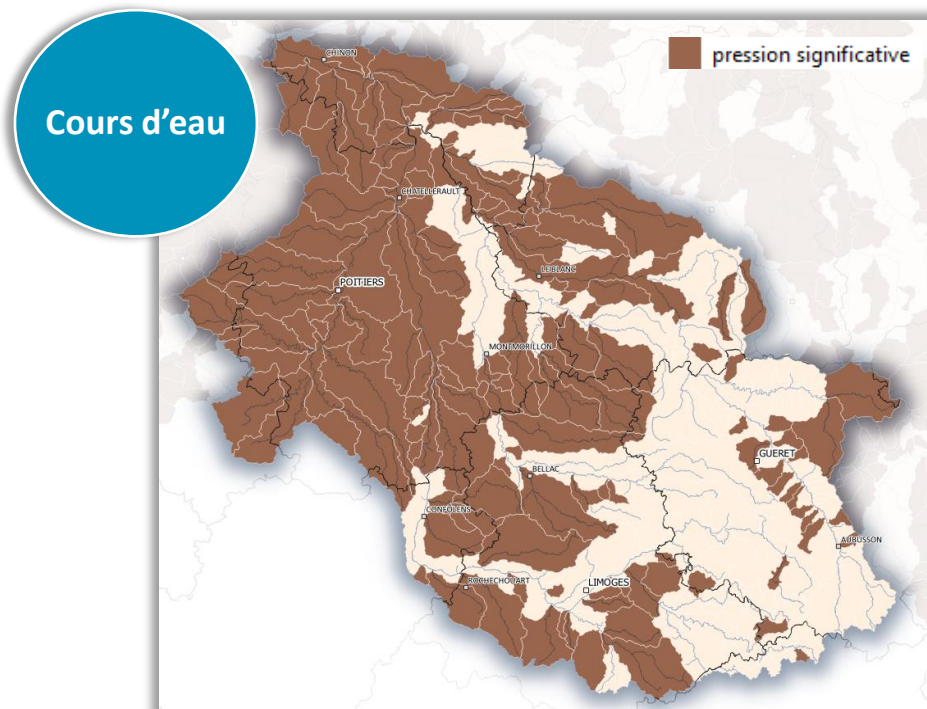 Cours d'eau
pression significative
CHINON
CHATELLERAULT
POITIERS
LE BLANC
MONTMORILLON
GUERET
BELLAC
CONFOLENS
AUBUSSON
ROCHECHOUART
LIMOGES